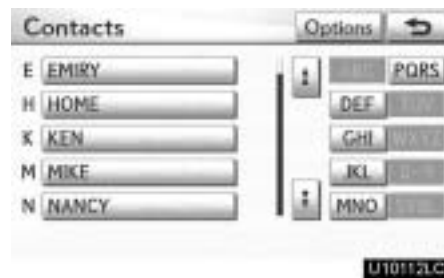 Contacts Options
E EMIRY PQRS
H HOME DEF
K KEN GHI
M MIKE JKL
N NANCY MNO
U10112LC